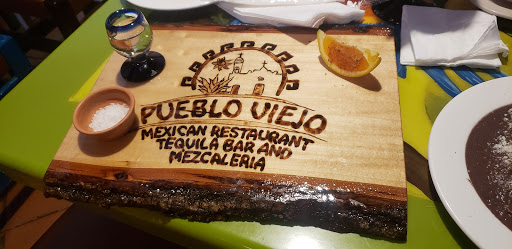 PUEBLO VIEJO
MEXICAN RESTAURANT
TEQUILA BAR AND
MEZCALERIA